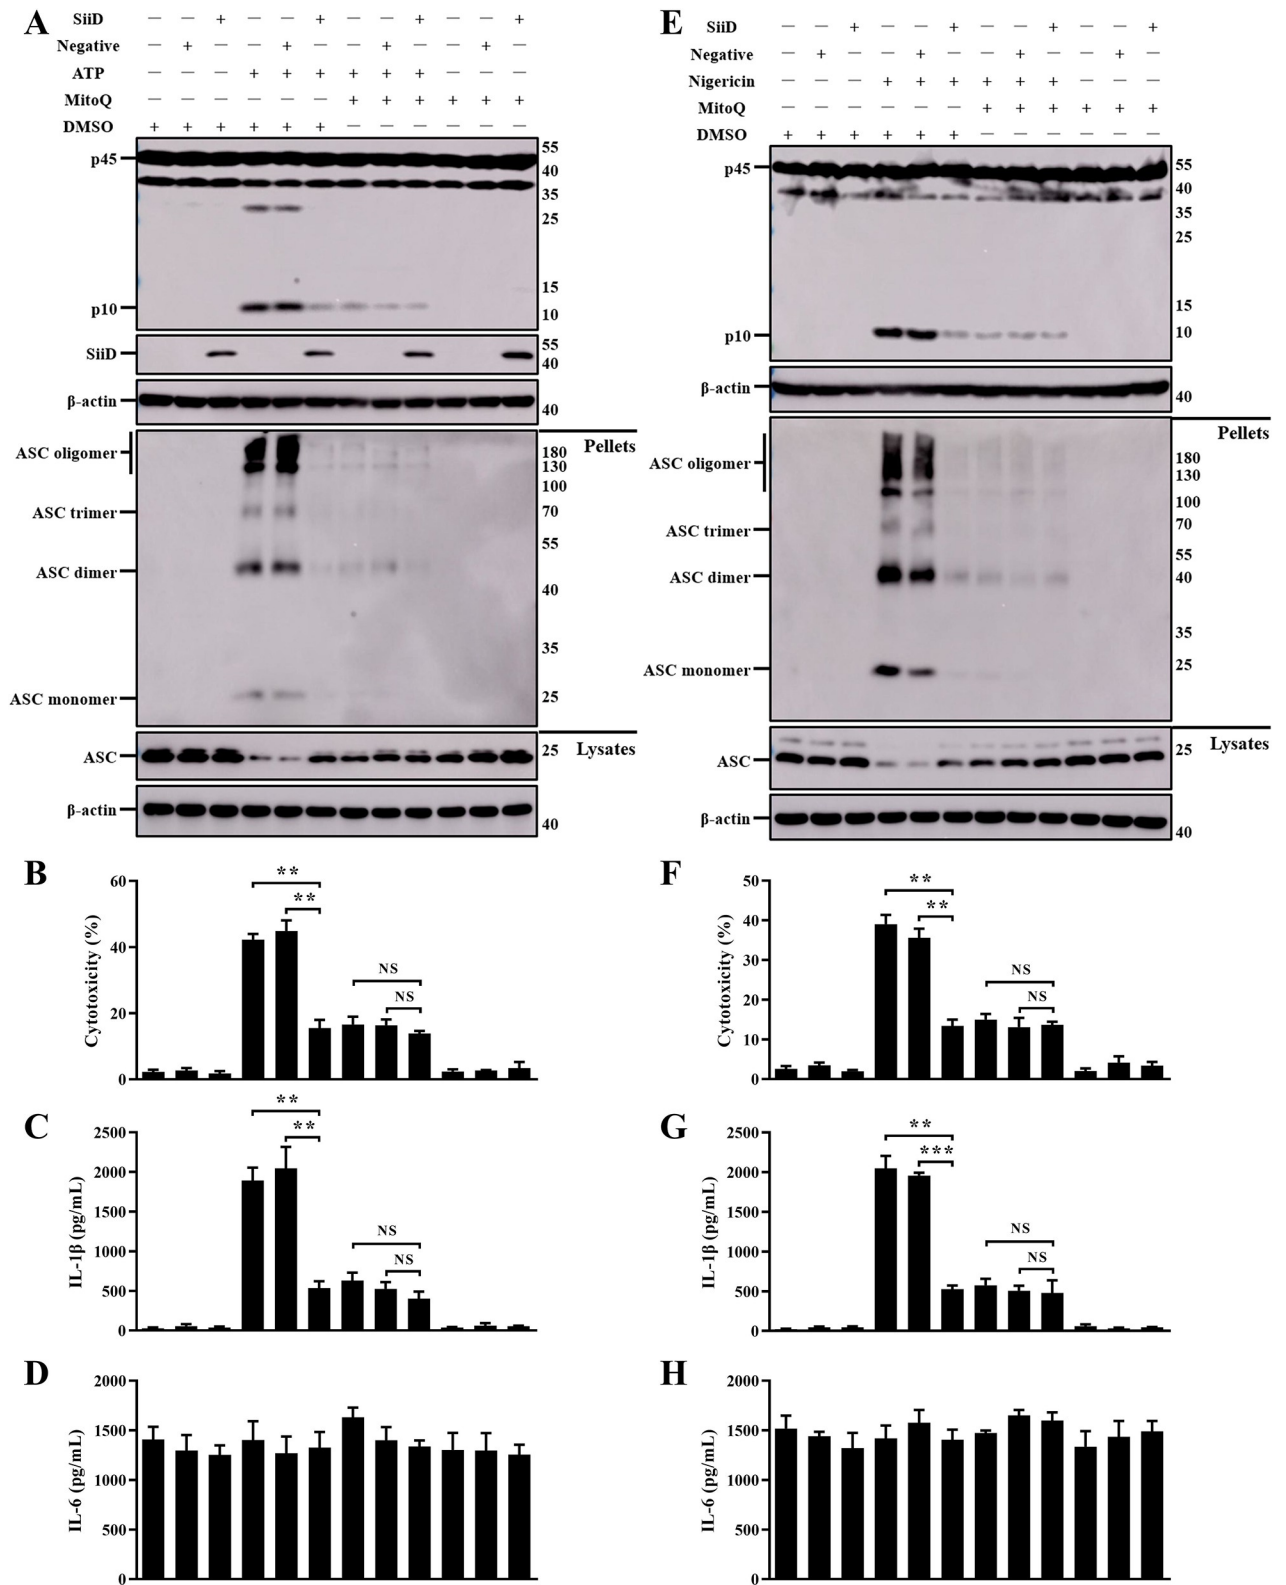 A
SiiD — — + — — + — — + — — +
Negative — + — — + — — + — — + —
ATP — — — + + + + + + — — —
MitoQ — — — — — — + + + + + +
DMSO + + + + + + — — — — — —
p45
p10
55
40
35
25
15
10
SiiD
55
40
β-actin
40
Pellets
ASC oligomer
ASC trimer
ASC dimer
ASC monomer
180
130
100
70
55
40
35
25
Lysates
ASC
25
β-actin
40
E
SiiD — — + — — + — — + — — +
Negative — + — — + — — + — — + —
Nigericin — — — + + + + + + — — —
MitoQ — — — — — — + + + + + +
DMSO + + + + + + — — — — — —
p45
p10
55
40
35
25
15
10
β-actin
40
Pellets
ASC oligomer
ASC trimer
ASC dimer
ASC monomer
180
130
100
70
55
40
35
25
Lysates
ASC
25
β-actin
40
B
Cytotoxicity (%)
60
40
20
0
**
**
NS
NS
F
Cytotoxicity (%)
50
40
30
20
10
0
**
**
NS
NS
C
IL-1β (pg/mL)
2500
2000
1500
1000
500
0
**
**
NS
NS
G
IL-1β (pg/mL)
2500
2000
1500
1000
500
0
**
***
NS
NS
D
IL-6 (pg/mL)
2000
1500
1000
500
0
H
IL-6 (pg/mL)
2000
1500
1000
500
0